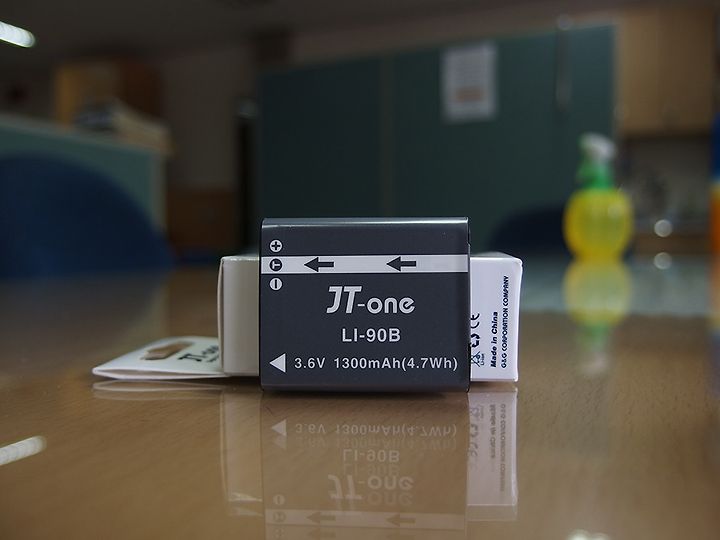 JT-one
LI-90B
3.6V 1300mAh(4.7Wh)
Made in China
G&G CORPORATION COMPANY